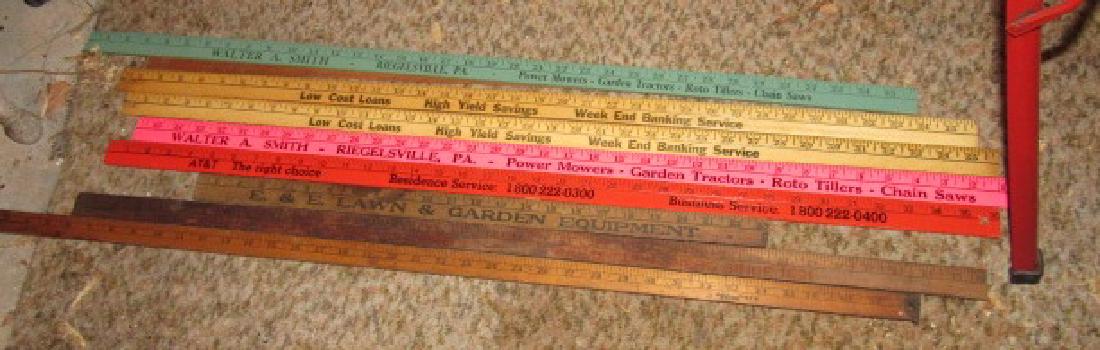 WALTER A. SMITH RIEGELSVILLE, PA. Power Mowers - Garden Tractors - Roto Tillers - Chain Saws
Low Cost Loans High Yield Savings Week End Banking Service
Low Cost Loans High Yield Savings Week End Banking Service
WALTER A. SMITH - RIEGELSVILLE, PA. - Power Mowers - Garden Tractors - Roto Tillers - Chain Saws
AT&T The right choice Residence Service: 1 800 222-0300 Business Service: 1 800 222-0400
E. & E. LAWN & GARDEN EQUIPMENT